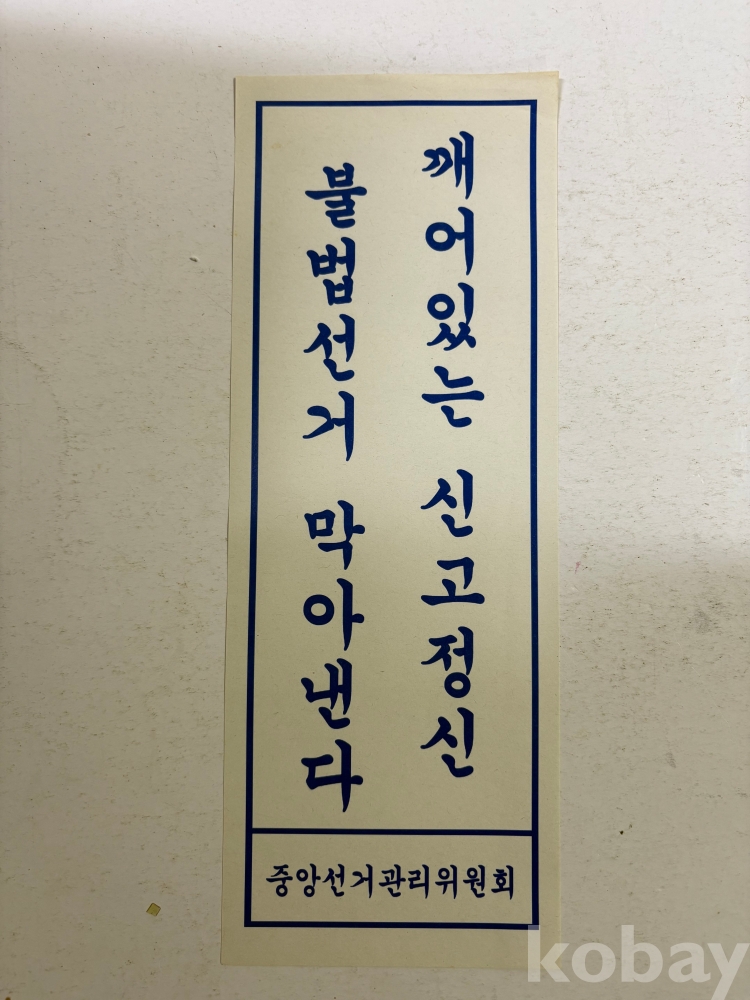 깨어있는 신고정신
불법선거 막아낸다
중앙선거관리위원회
kobay